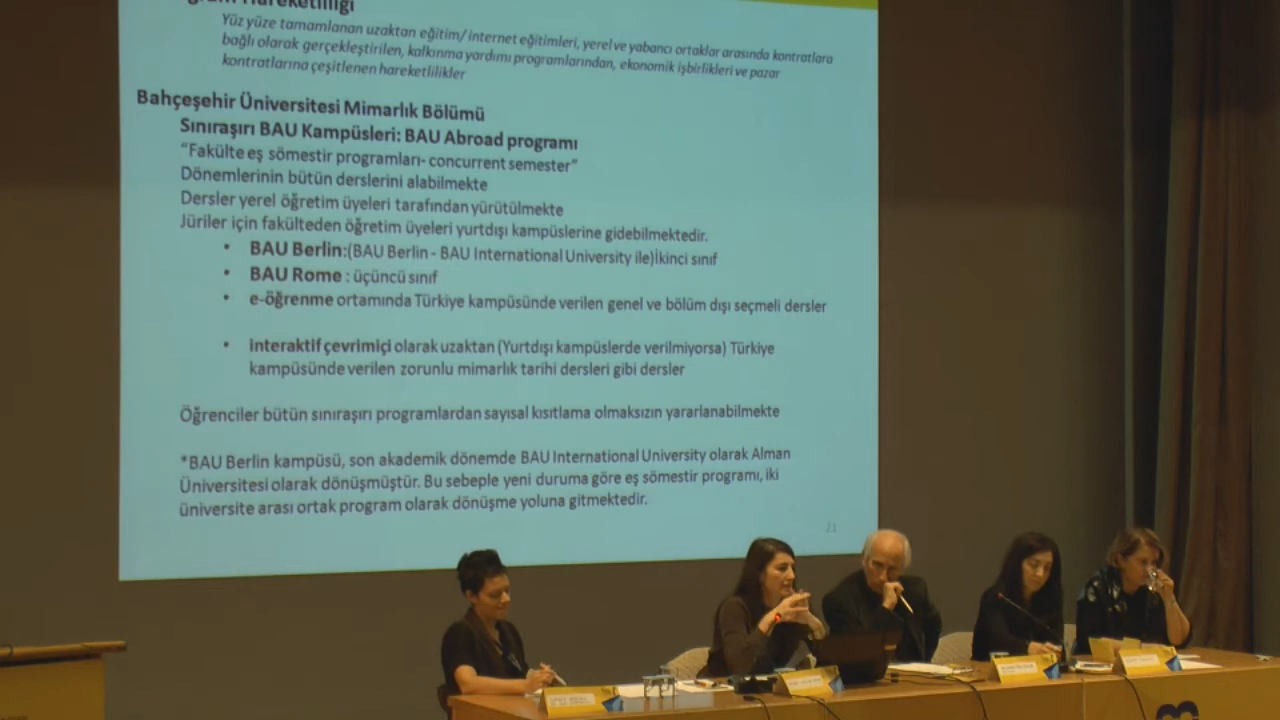 Hareketliliği
Yüz yüze tamamlanan uzaktan eğitim/ internet eğitimleri, yerel ve yabancı ortaklar arasında kontratlara
bağlı olarak gerçekleştirilen, kalkınma yardımı programlarından, ekonomik işbirlikleri ve pazar
kontratlarına çeşitlenen hareketlilikler
Bahçeşehir Üniversitesi Mimarlık Bölümü
Sınıraşırı BAU Kampüsleri: BAU Abroad programı
“Fakülte eş sömestir programları- concurrent semester”
Dönemlerinin bütün derslerini alabilmekte
Dersler yerel öğretim üyeleri tarafından yürütülmekte
Jüriler için fakülteden öğretim üyeleri yurtdışı kampüslerine gidebilmektedir.
• BAU Berlin:(BAU Berlin - BAU International University ile)İkinci sınıf
• BAU Rome : üçüncü sınıf
• e-öğrenme ortamında Türkiye kampüsünde verilen genel ve bölüm dışı seçmeli dersler
• İnteraktif çevrimiçi olarak uzaktan (Yurtdışı kampüslerde verilmiyorsa) Türkiye
kampüsünde verilen zorunlu mimarlık tarihi dersleri gibi dersler
Öğrenciler bütün sınıraşırı programlardan sayısal kısıtlama olmaksızın yararlanabilmekte
*BAU Berlin kampüsü, son akademik dönemde BAU International University olarak Alman
Üniversitesi olarak dönüşmüştür. Bu sebeple yeni duruma göre eş sömestir programı, iki
üniversite arası ortak program olarak dönüşme yoluna gitmektedir.
23